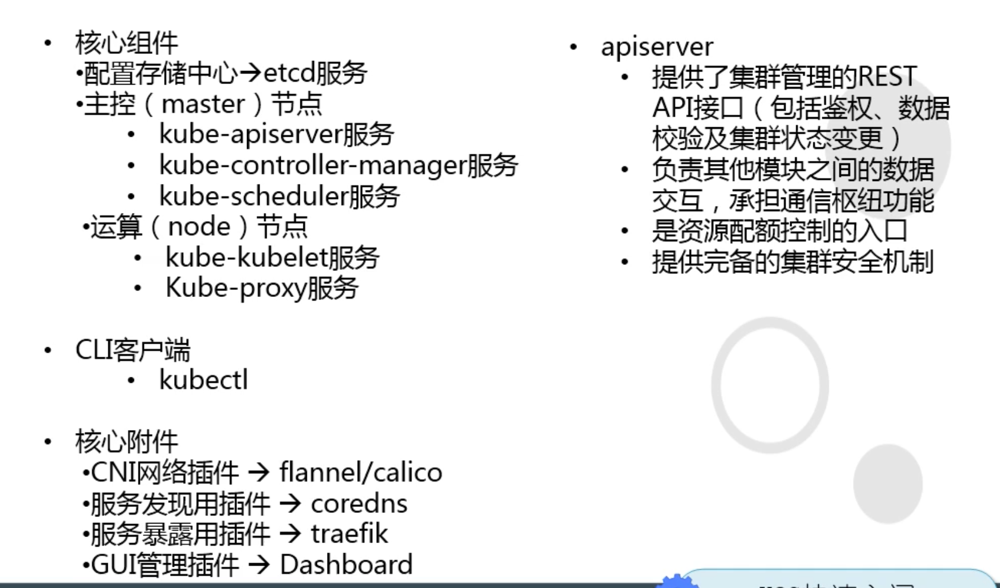 • 核心组件
•配置存储中心→etcd服务
•主控（master）节点
• kube-apiserver服务
• kube-controller-manager服务
• kube-scheduler服务
•运算（node）节点
• kube-kubelet服务
• Kube-proxy服务
• CLI客户端
• kubectl
• 核心附件
•CNI网络插件 → flannel/calico
•服务发现用插件 → coredns
•服务暴露用插件 → traefik
•GUI管理插件 → Dashboard
• apiserver
• 提供了集群管理的REST
API接口（包括鉴权、数据
校验及集群状态变更）
• 负责其他模块之间的数据
交互，承担通信枢纽功能
• 是资源配额控制的入口
• 提供完备的集群安全机制